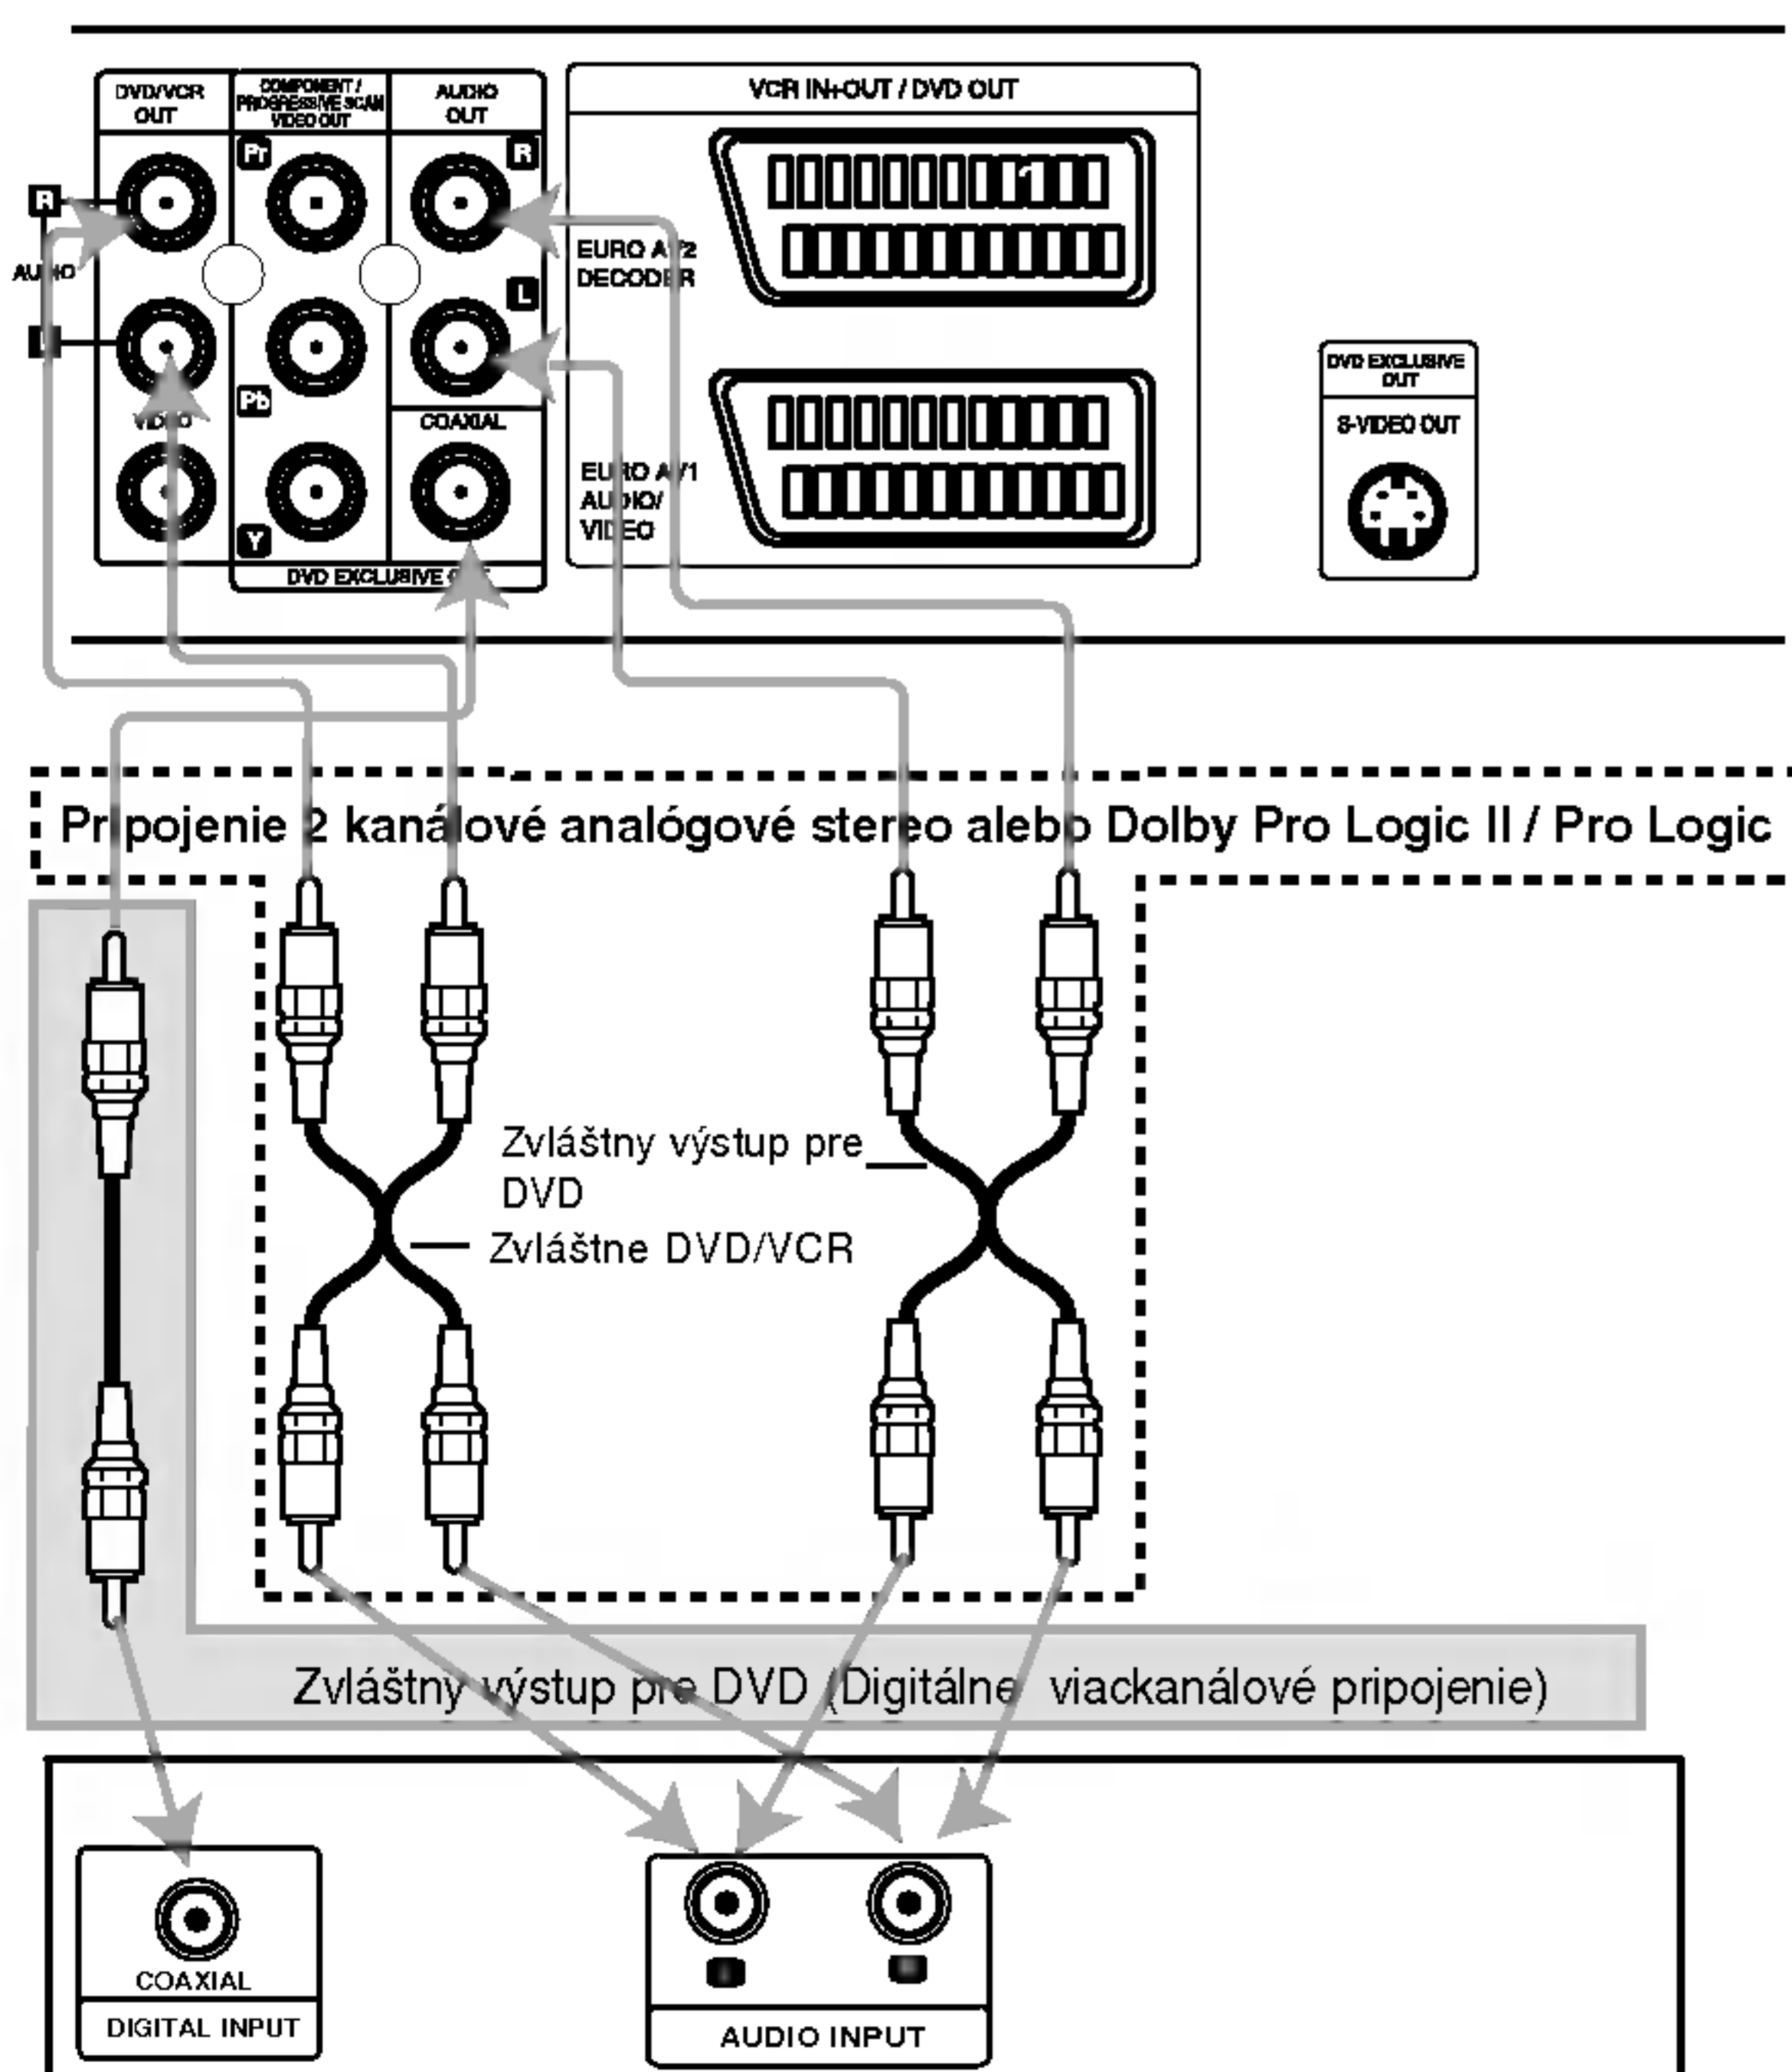 DVD/VCR
OUT
COMPONENT /
PROGRESSIVE SCAN
VIDEO OUT
AUDIO
OUT
VCR IN+OUT / DVD OUT
Pr
R
R
1
EURO AV2
DECODER
AUDIO
L
L
Pb
VIDEO
COAXIAL
DVD EXCLUSIVE
OUT
S-VIDEO OUT
EURO AV1
AUDIO/
VIDEO
Y
DVD EXCLUSIVE
Pripojenie 2 kanálové analógové stereo alebo Dolby Pro Logic II / Pro Logic
Zvláštny výstup pre
DVD
Zvláštne DVD/VCR
Zvláštny výstup pre DVD (Digitálne viackanálové pripojenie)
COAXIAL
DIGITAL INPUT
AUDIO INPUT